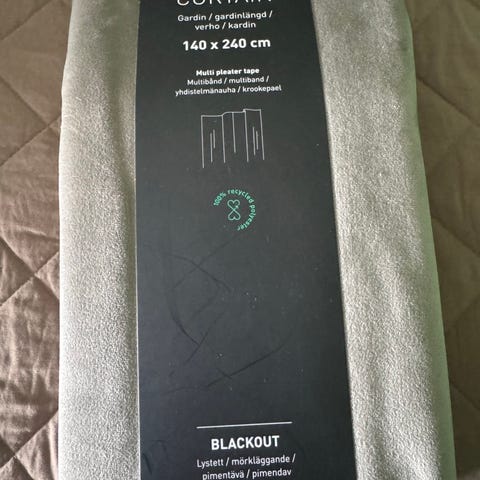 CURTAIN
Gardin / gardinlängd /
verho / kardin
140 x 240 cm
Multi pleater tape
Multibånd / multiband /
yhdistelmänauha / krookepael
100% recycled polyester
BLACKOUT
Lystett / mörkläggande /
pimentävä / pimendav